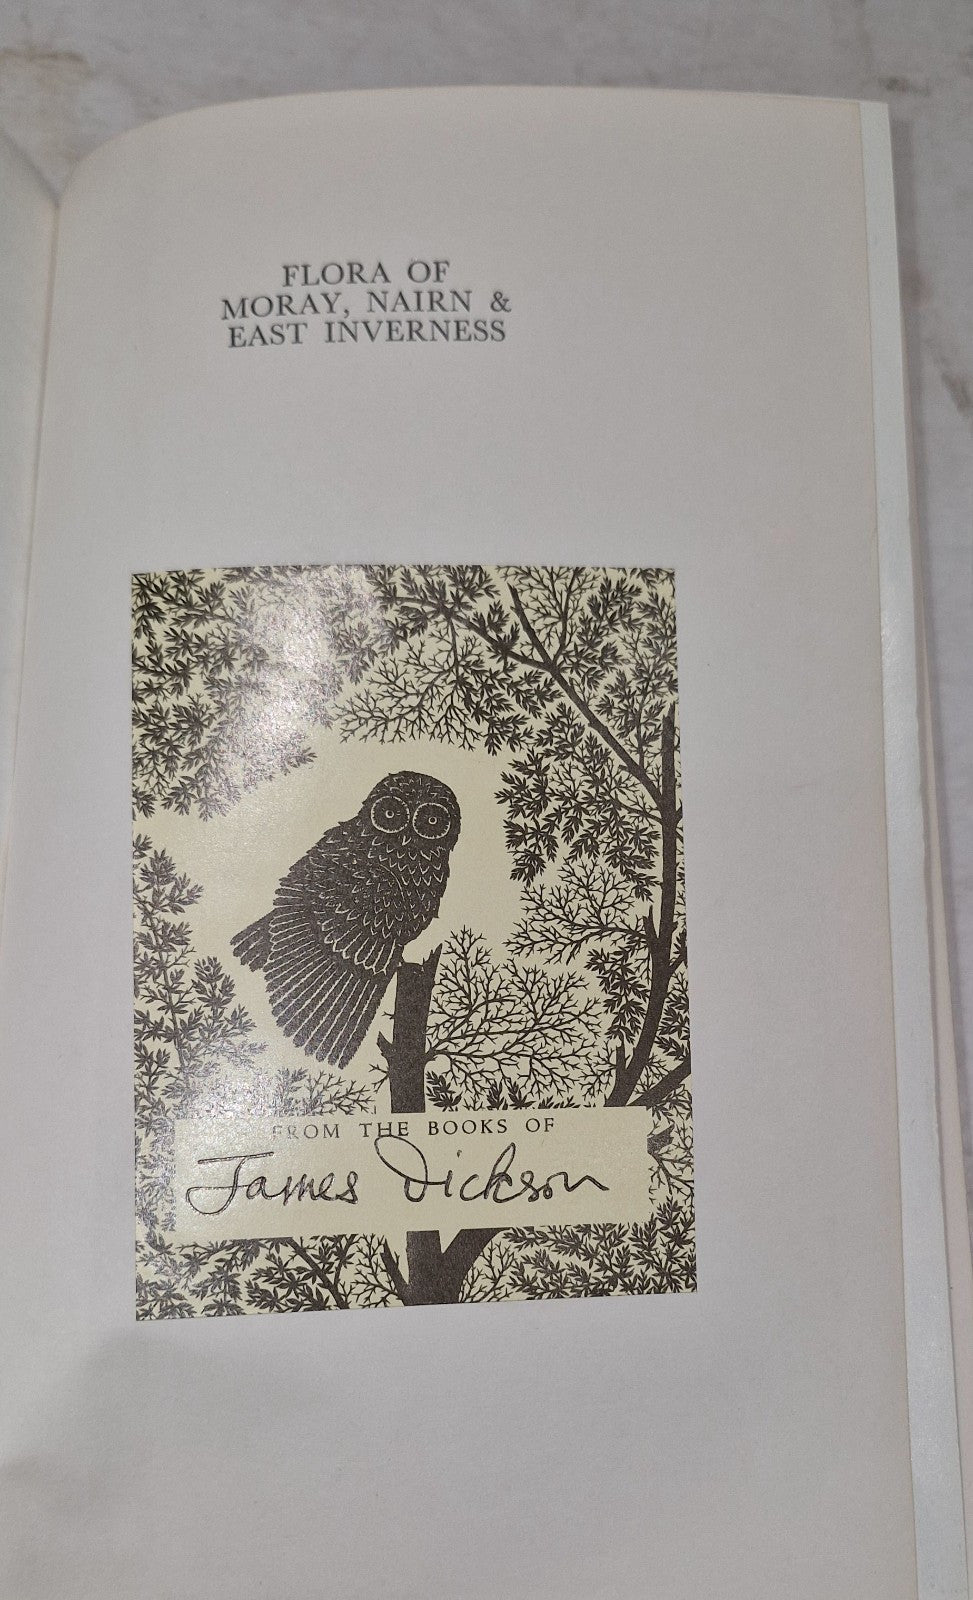 FLORA OF
MORAY, NAIRN &
EAST INVERNESS
FROM THE BOOKS OF
James Dickson